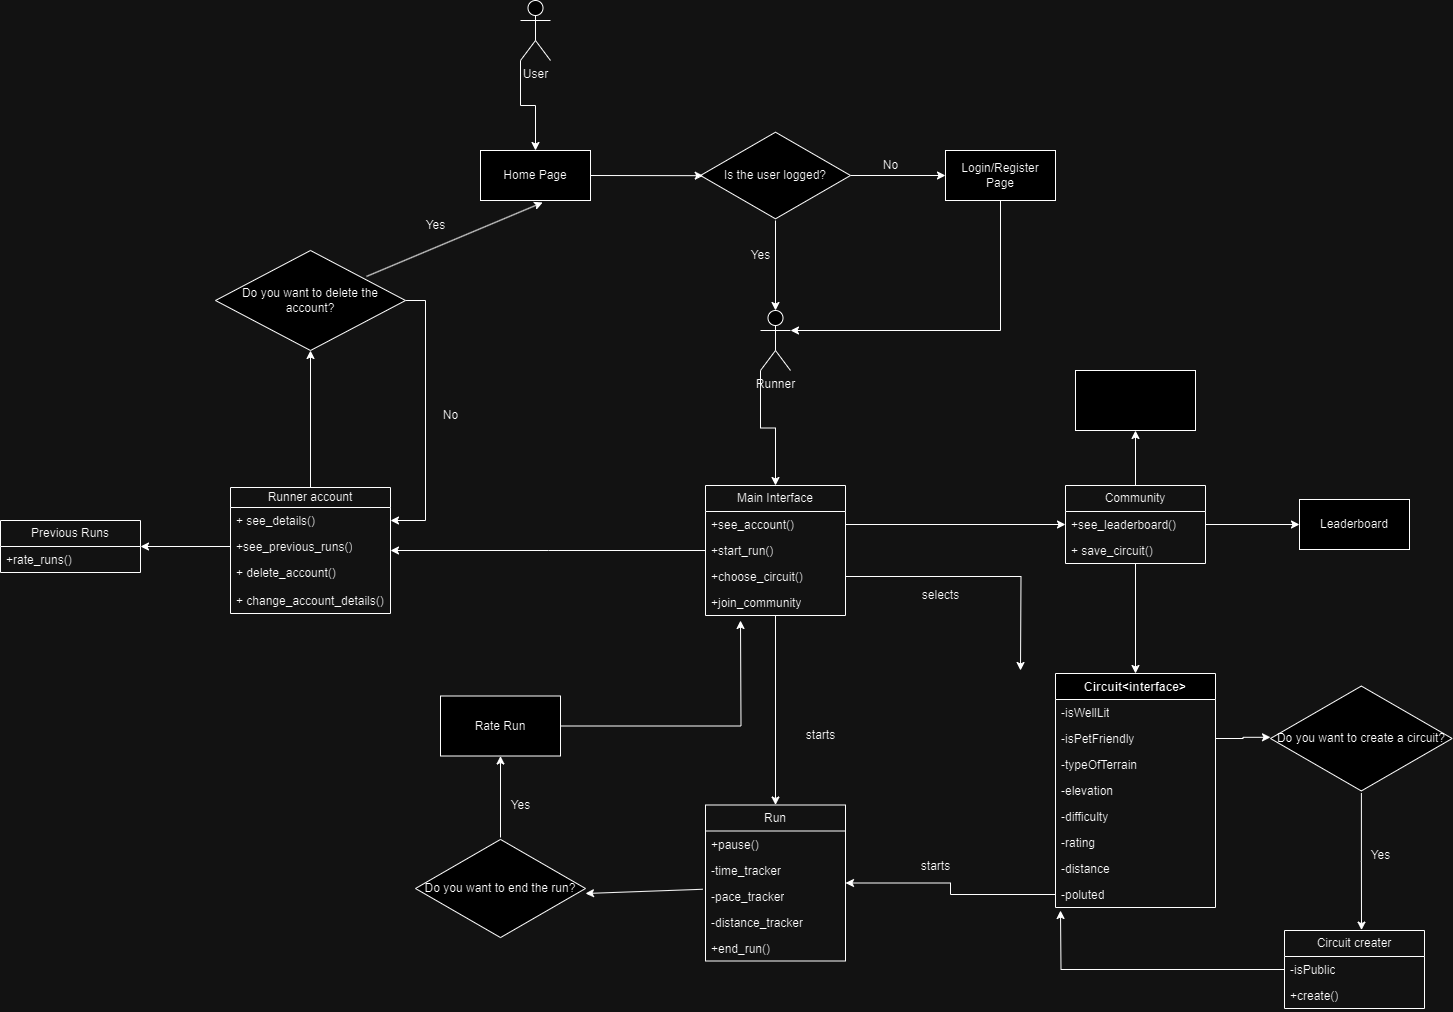 User
Home Page
Is the user logged?
No
Login/Register
Page
Yes
Yes
Do you want to delete the
account?
Runner
No
Runner account
+ see_details()
+see_previous_runs()
+ delete_account()
+ change_account_details()
Previous Runs
+rate_runs()
Main Interface
+see_account()
+start_run()
+choose_circuit()
+join_community
Community
+see_leaderboard()
+ save_circuit()
Leaderboard
selects
Rate Run
starts
Circuit<interface>
-isWellLit
-isPetFriendly
-typeOfTerrain
-elevation
-difficulty
-rating
-distance
-poluted
Do you want to create a circuit?
Yes
Yes
Run
+pause()
-time_tracker
-pace_tracker
-distance_tracker
+end_run()
Do you want to end the run?
starts
Circuit creater
-isPublic
+create()